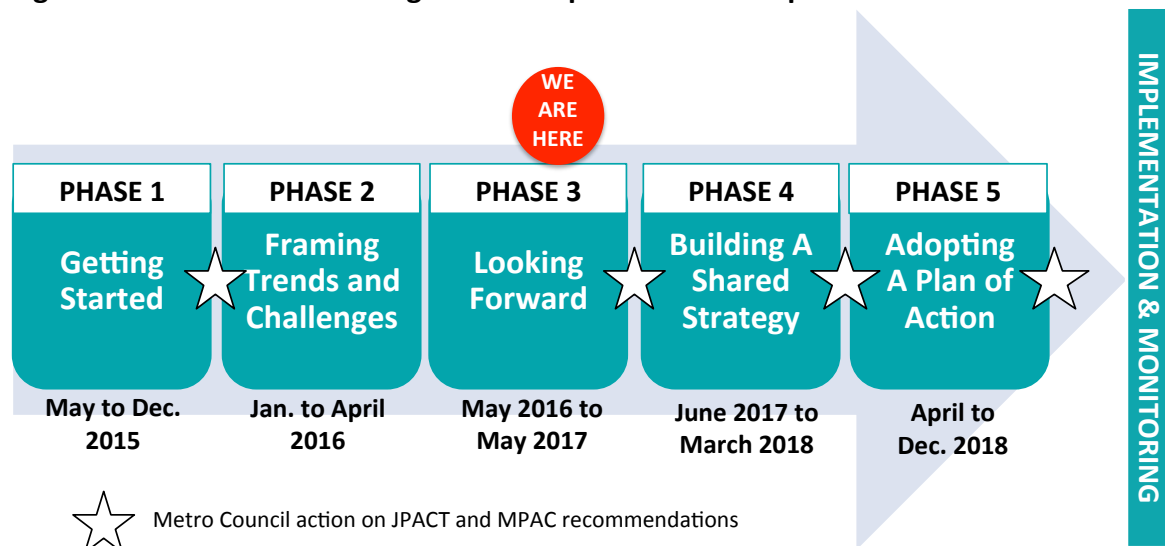 WE
ARE
HERE
PHASE 1
Getting
Started
May to Dec.
2015
PHASE 2
Framing
Trends and
Challenges
Jan. to April
2016
PHASE 3
Looking
Forward
May 2016 to
May 2017
PHASE 4
Building A
Shared
Strategy
June 2017 to
March 2018
PHASE 5
Adopting
A Plan of
Action
April to
Dec. 2018
IMPLEMENTATION & MONITORING
Metro Council action on JPACT and MPAC recommendations